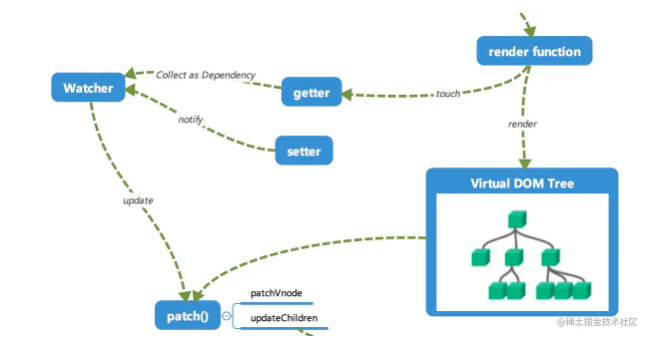 render function
Collect as Dependency
Watcher
getter
touch
notify
render
setter
Virtual DOM Tree
update
patchVnode
patch()
updateChildren
@稀土掘金技术社区